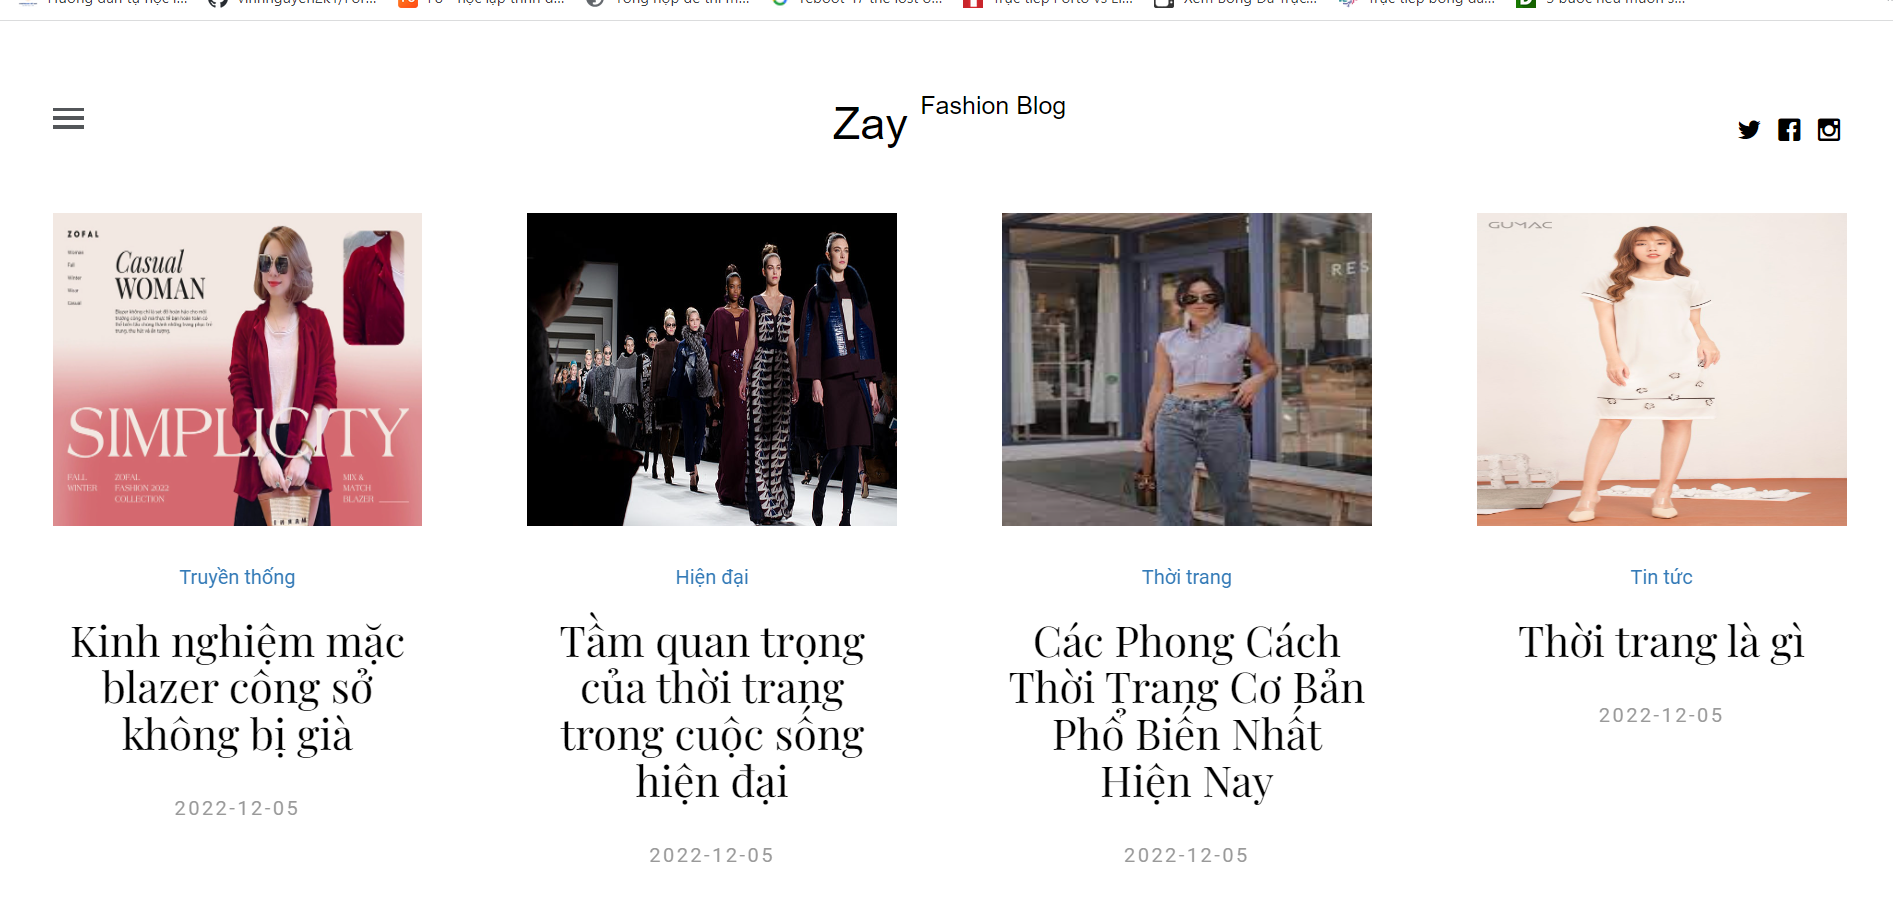 Zay Fashion Blog
ZOFAL
Casual
WOMAN
SIMPLICITY
FALL
WINTER
ZOFAL
FASHION 2022
COLLECTION
MIX &
MATCH
BLAZER
RES
GUMAC
Truyền thống
Kinh nghiệm mặc
blazer công sở
không bị già
2022-12-05
Hiện đại
Tầm quan trọng
của thời trang
trong cuộc sống
hiện đại
2022-12-05
Thời trang
Các Phong Cách
Thời Trang Cơ Bản
Phổ Biến Nhất
Hiện Nay
2022-12-05
Tin tức
Thời trang là gì
2022-12-05